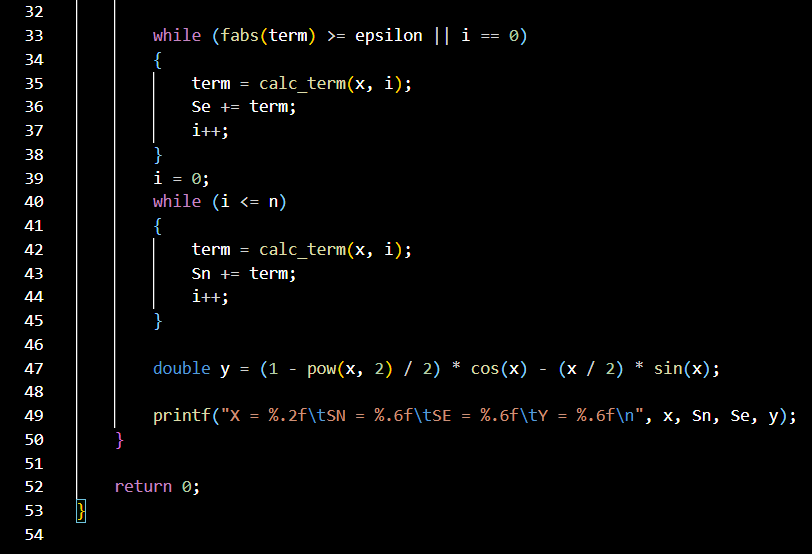 32
33 while (fabs(term) >= epsilon || i == 0)
34 {
35 term = calc_term(x, i);
36 Se += term;
37 i++;
38 }
39 i = 0;
40 while (i <= n)
41 {
42 term = calc_term(x, i);
43 Sn += term;
44 i++;
45 }
46
47 double y = (1 - pow(x, 2) / 2) * cos(x) - (x / 2) * sin(x);
48
49 printf("X = %.2f\tSN = %.6f\tSE = %.6f\tY = %.6f\n", x, Sn, Se, y);
50 }
51
52 return 0;
53 }
54